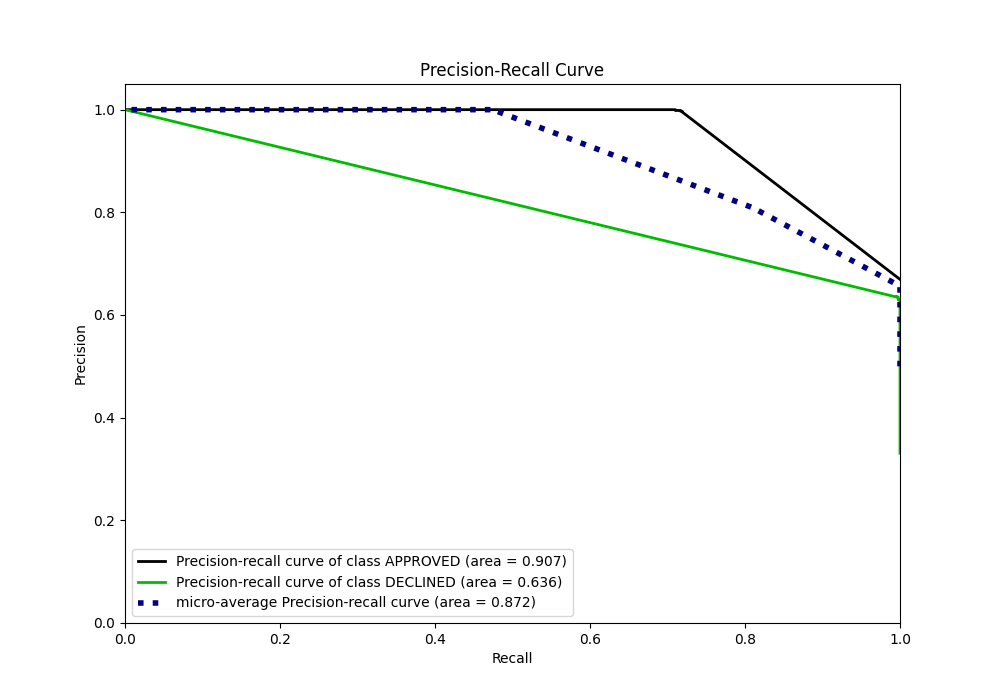 Precision-Recall Curve
1.0
0.8
0.6
0.4
0.2
0.0
Precision
Precision-recall curve of class APPROVED (area = 0.907)
Precision-recall curve of class DECLINED (area = 0.636)
micro-average Precision-recall curve (area = 0.872)
0.0 0.2 0.4 0.6 0.8 1.0
Recall